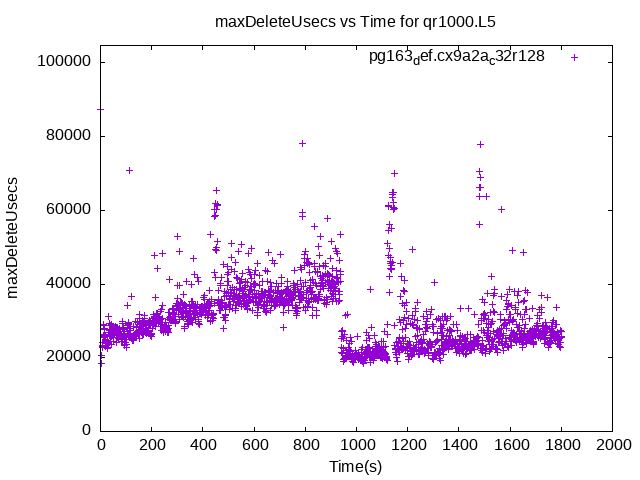 maxDeleteUsecs vs Time for qr1000.L5
pg163def.cx9a2ac32r128
maxDeleteUsecs
100000
80000
60000
40000
20000
0
0 200 400 600 800 1000 1200 1400 1600 1800 2000
Time(s)